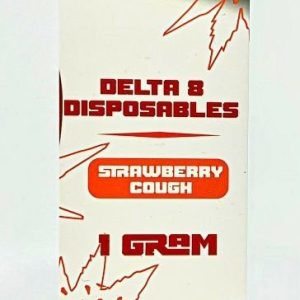 DELTA 8
DISPOSABLES
STRAWBERRY
COUGH
1 GRAM